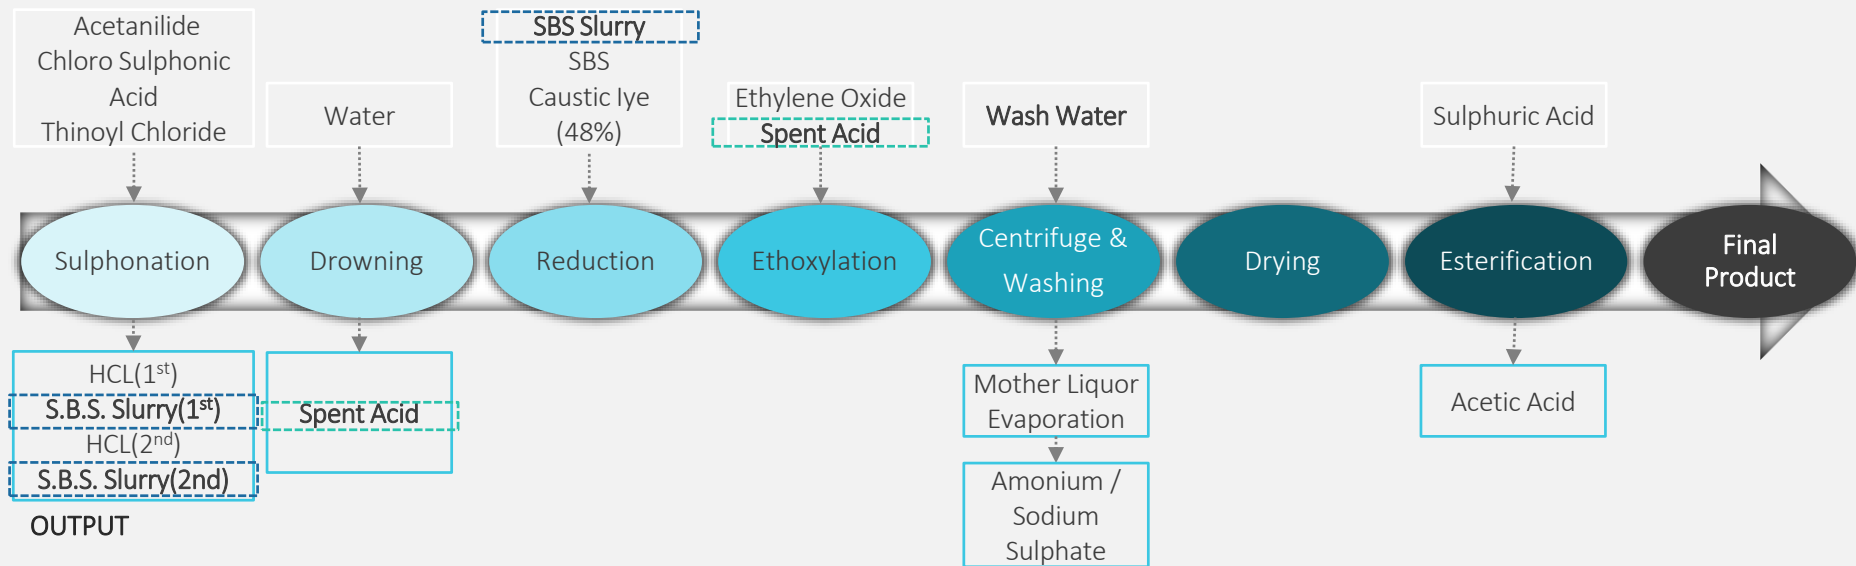 Acetanilide
Chloro Sulphonic
Acid
Thinoyl Chloride
Water
SBS Slurry
SBS
Caustic lye
(48%)
Ethylene Oxide
Spent Acid
Wash Water
Sulphuric Acid
Sulphonation
Drowning
Reduction
Ethoxylation
Centrifuge &
Washing
Drying
Esterification
Final
Product
HCL(1st)
S.B.S. Slurry(1st)
HCL(2nd)
S.B.S. Slurry(2nd)
Spent Acid
Mother Liquor
Evaporation
Amonium /
Sodium
Sulphate
Acetic Acid
OUTPUT